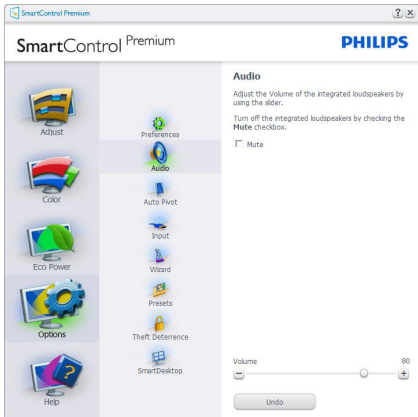 SmartControl Premium
? ×
SmartControl Premium
PHILIPS
Adjust
Color
Eco Power
Options
Help
Preferences
Audio
Auto Pivot
Input
Wizard
Presets
Theft Deterrence
SmartDesktop
Audio
Adjust the Volume of the integrated loudspeakers by
using the slider.
Turn off the integrated loudspeakers by checking the
Mute checkbox.
Mute
Volume 80
Undo